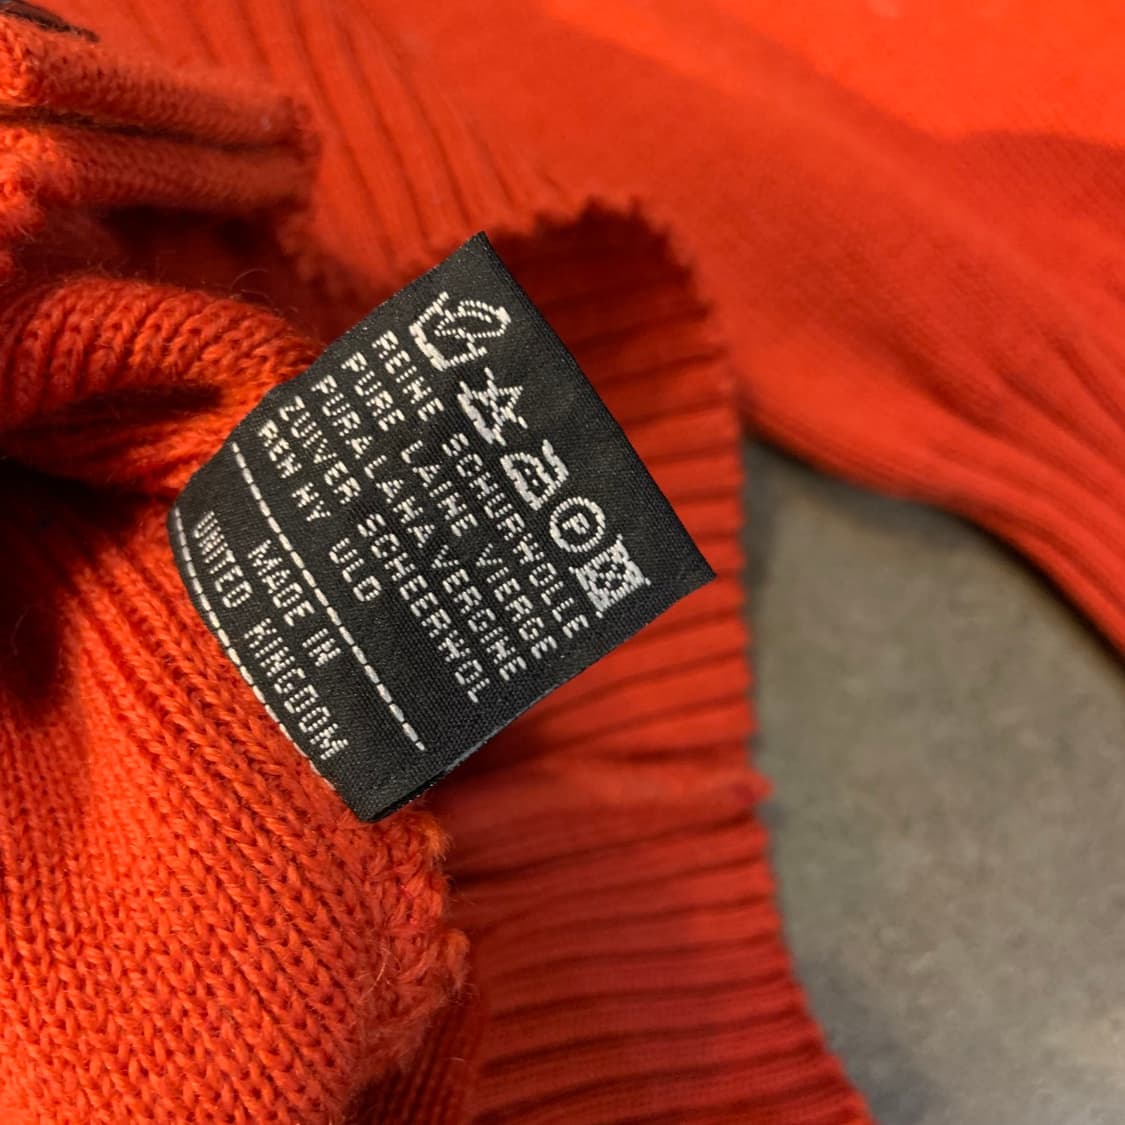 P
REINE SCHURWOLLE
PURE LAINE VIERGE
PURA LANA VERGINE
ZUIVER SCHEERWOL
REN NY ULD
MADE IN
UNITED KINGDOM